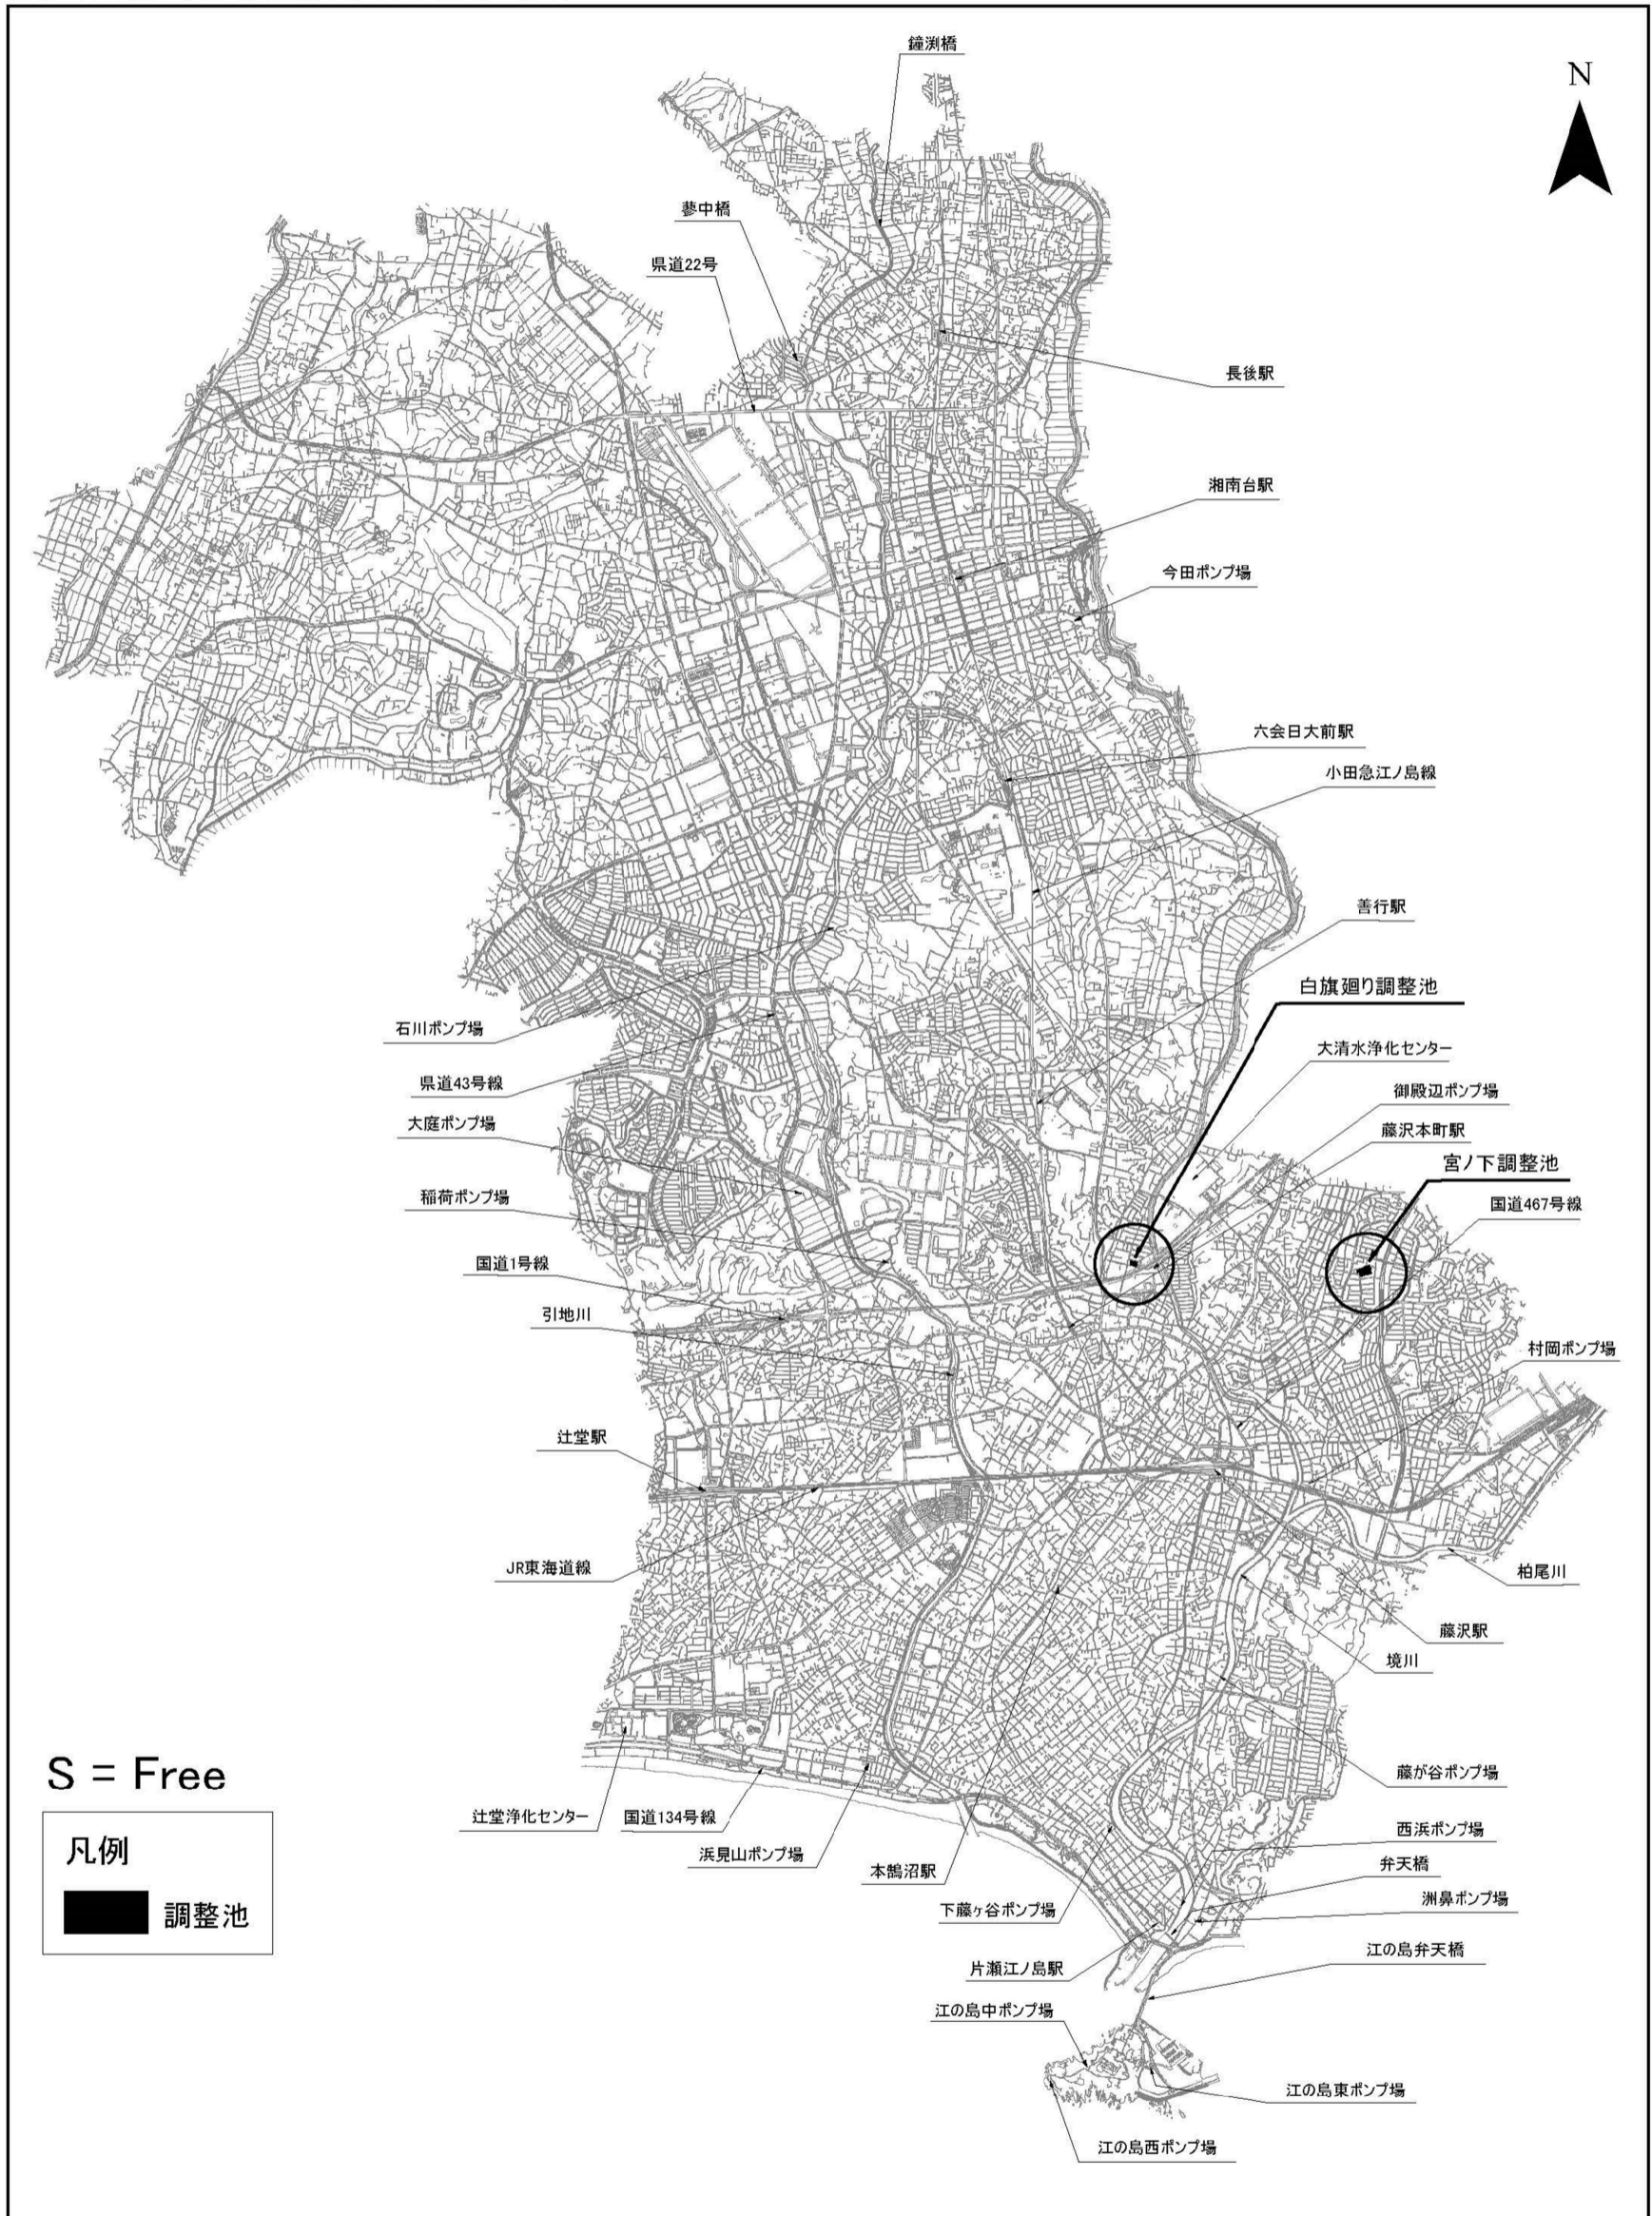 鐘渕橋
N
蓼中橋
県道22号
長後駅
湘南台駅
今田ポンプ場
六会日大前駅
小田急江ノ島線
善行駅
白旗廻り調整池
石川ポンプ場
大清水浄化センター
県道43号線
御殿辺ポンプ場
大庭ポンプ場
藤沢本町駅
宮ノ下調整池
稲荷ポンプ場
国道467号線
国道1号線
引地川
村岡ポンプ場
辻堂駅
JR東海道線
柏尾川
藤沢駅
境川
藤が谷ポンプ場
S = Free
辻堂浄化センター
国道134号線
西浜ポンプ場
凡例
浜見山ポンプ場
弁天橋
本鵠沼駅
洲鼻ポンプ場
調整池
下藤ヶ谷ポンプ場
江の島弁天橋
片瀬江ノ島駅
江の島中ポンプ場
江の島東ポンプ場
江の島西ポンプ場